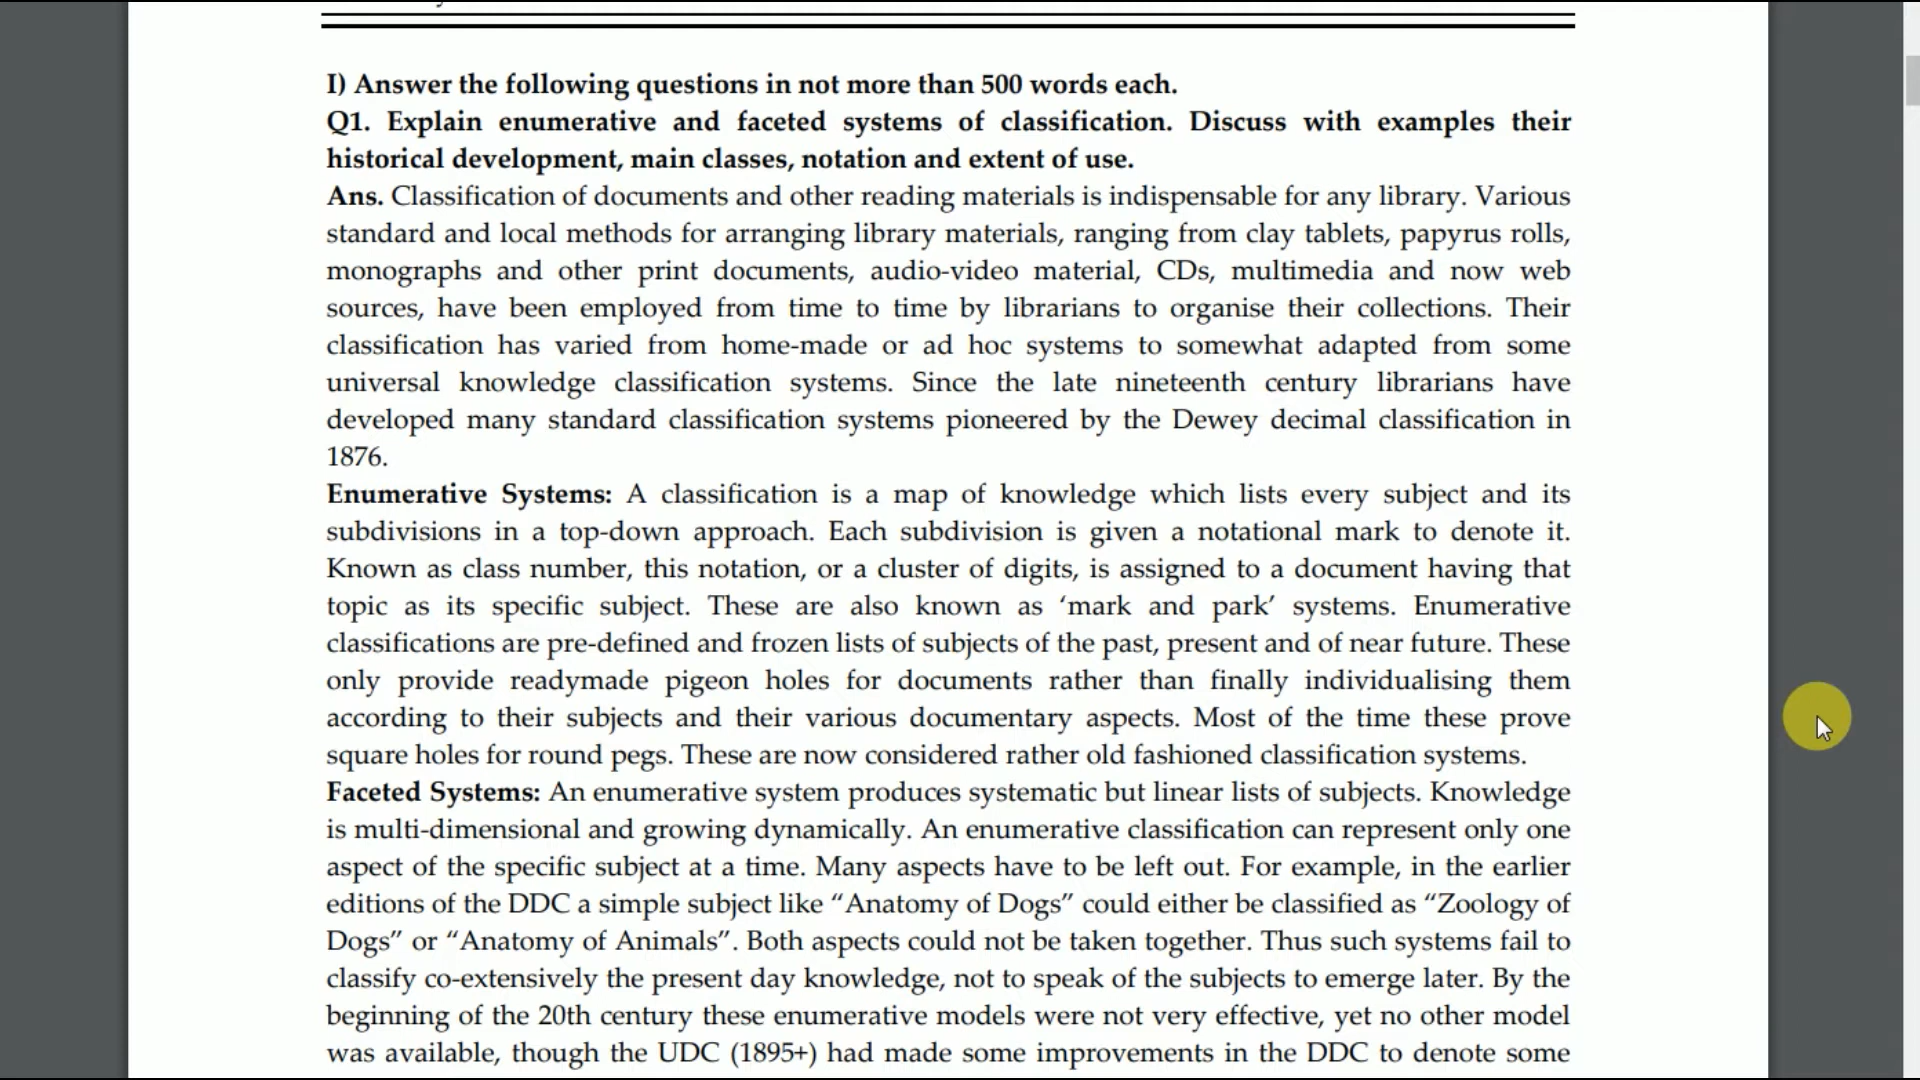 I) Answer the following questions in not more than 500 words each.
Q1. Explain enumerative and faceted systems of classification. Discuss with examples their
historical development, main classes, notation and extent of use.
Ans. Classification of documents and other reading materials is indispensable for any library. Various
standard and local methods for arranging library materials, ranging from clay tablets, papyrus rolls,
monographs and other print documents, audio-video material, CDs, multimedia and now web
sources, have been employed from time to time by librarians to organise their collections. Their
classification has varied from home-made or ad hoc systems to somewhat adapted from some
universal knowledge classification systems. Since the late nineteenth century librarians have
developed many standard classification systems pioneered by the Dewey decimal classification in
1876.
Enumerative Systems: A classification is a map of knowledge which lists every subject and its
subdivisions in a top-down approach. Each subdivision is given a notational mark to denote it.
Known as class number, this notation, or a cluster of digits, is assigned to a document having that
topic as its specific subject. These are also known as ‘mark and park’ systems. Enumerative
classifications are pre-defined and frozen lists of subjects of the past, present and of near future. These
only provide readymade pigeon holes for documents rather than finally individualising them
according to their subjects and their various documentary aspects. Most of the time these prove
square holes for round pegs. These are now considered rather old fashioned classification systems.
Faceted Systems: An enumerative system produces systematic but linear lists of subjects. Knowledge
is multi-dimensional and growing dynamically. An enumerative classification can represent only one
aspect of the specific subject at a time. Many aspects have to be left out. For example, in the earlier
editions of the DDC a simple subject like “Anatomy of Dogs” could either be classified as “Zoology of
Dogs” or “Anatomy of Animals”. Both aspects could not be taken together. Thus such systems fail to
classify co-extensively the present day knowledge, not to speak of the subjects to emerge later. By the
beginning of the 20th century these enumerative models were not very effective, yet no other model
was available, though the UDC (1895+) had made some improvements in the DDC to denote some